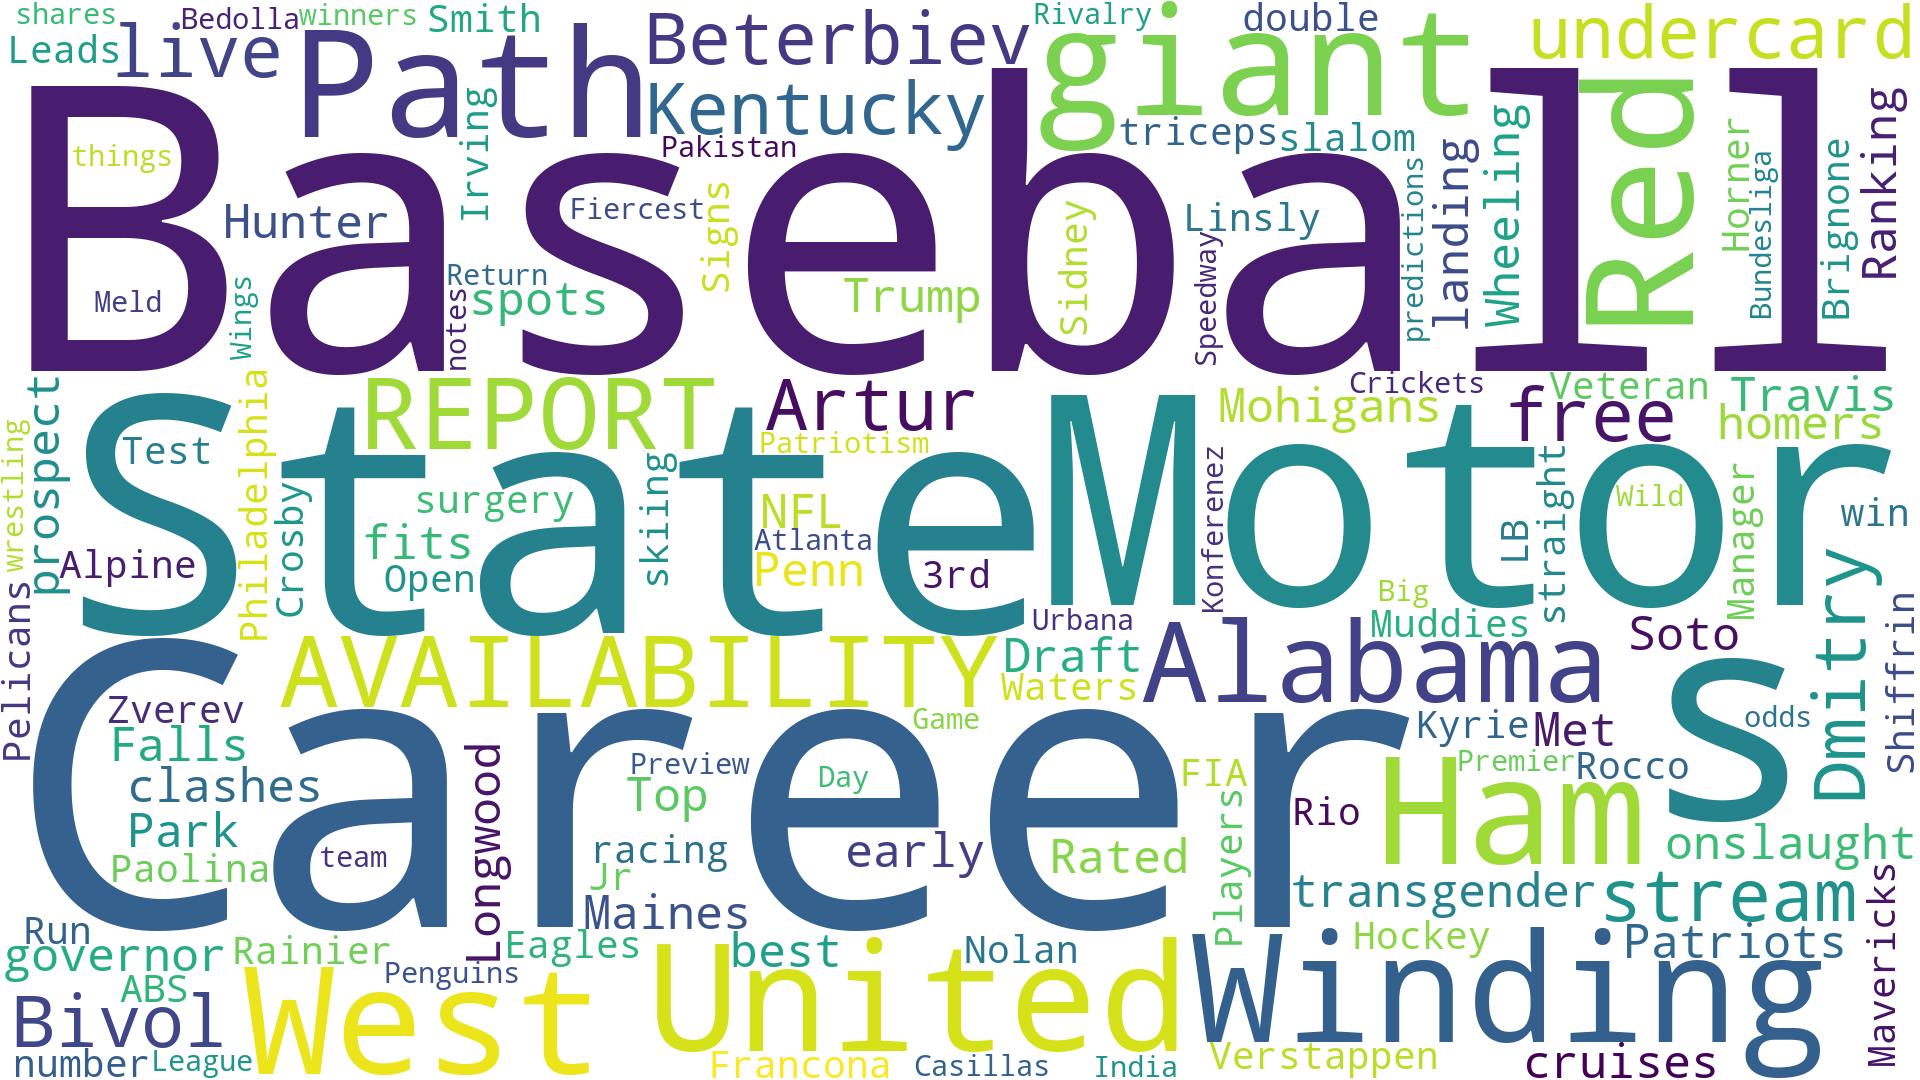 shares
Bedolla
winners
Smith
Rivalry
double
undercard
Leads
live
Path
Beterbiev
giant
Kentucky
Red
Baseball
things
Irving
Pakistan
triceps
slalom
landing
Wheeling
Horner
Ranking
Hunter
Fiercest
Signs
Sidney
Linsly
predictions
Bundesliga
Brignone
Meld
Wings
Return
notes
spots
Trump
Speedway
prospect
REPORT
Artur
Mohigans
Crickets
free
Veteran
Travis
homers
wrestling
Test
Philadelphia
State
Patriotism
Motor
Crosby
surgery
skiing
NFL
Konferenz
straight
Wild
Manager
win
Alpine
fits
Open
Atlanta
Penn
3rd
LB
Dmitry
Pelicans
AVAILABILITY
Urbana
Big
Muddies
Draft
Waters
Alabama
Soto
s
Shiffrin
Zverev
Falls
Career
Game
Kyrie
Met
odds
clashes
Longwood
Preview
Day
Top
FIA
Premier
Rocco
Park
Players
Rio
Ham
Paolina
team
racing
Jr
early
Rated
onslaught
Maines
transgender
stream
Mavericks
Run
governor
Rainier
Eagles
best
Nolan
Hockey
Patriots
ABS
Penguins
Bivol
West
United
Winding
number
League
Francona
Casillas
India
Verstappen
cruises